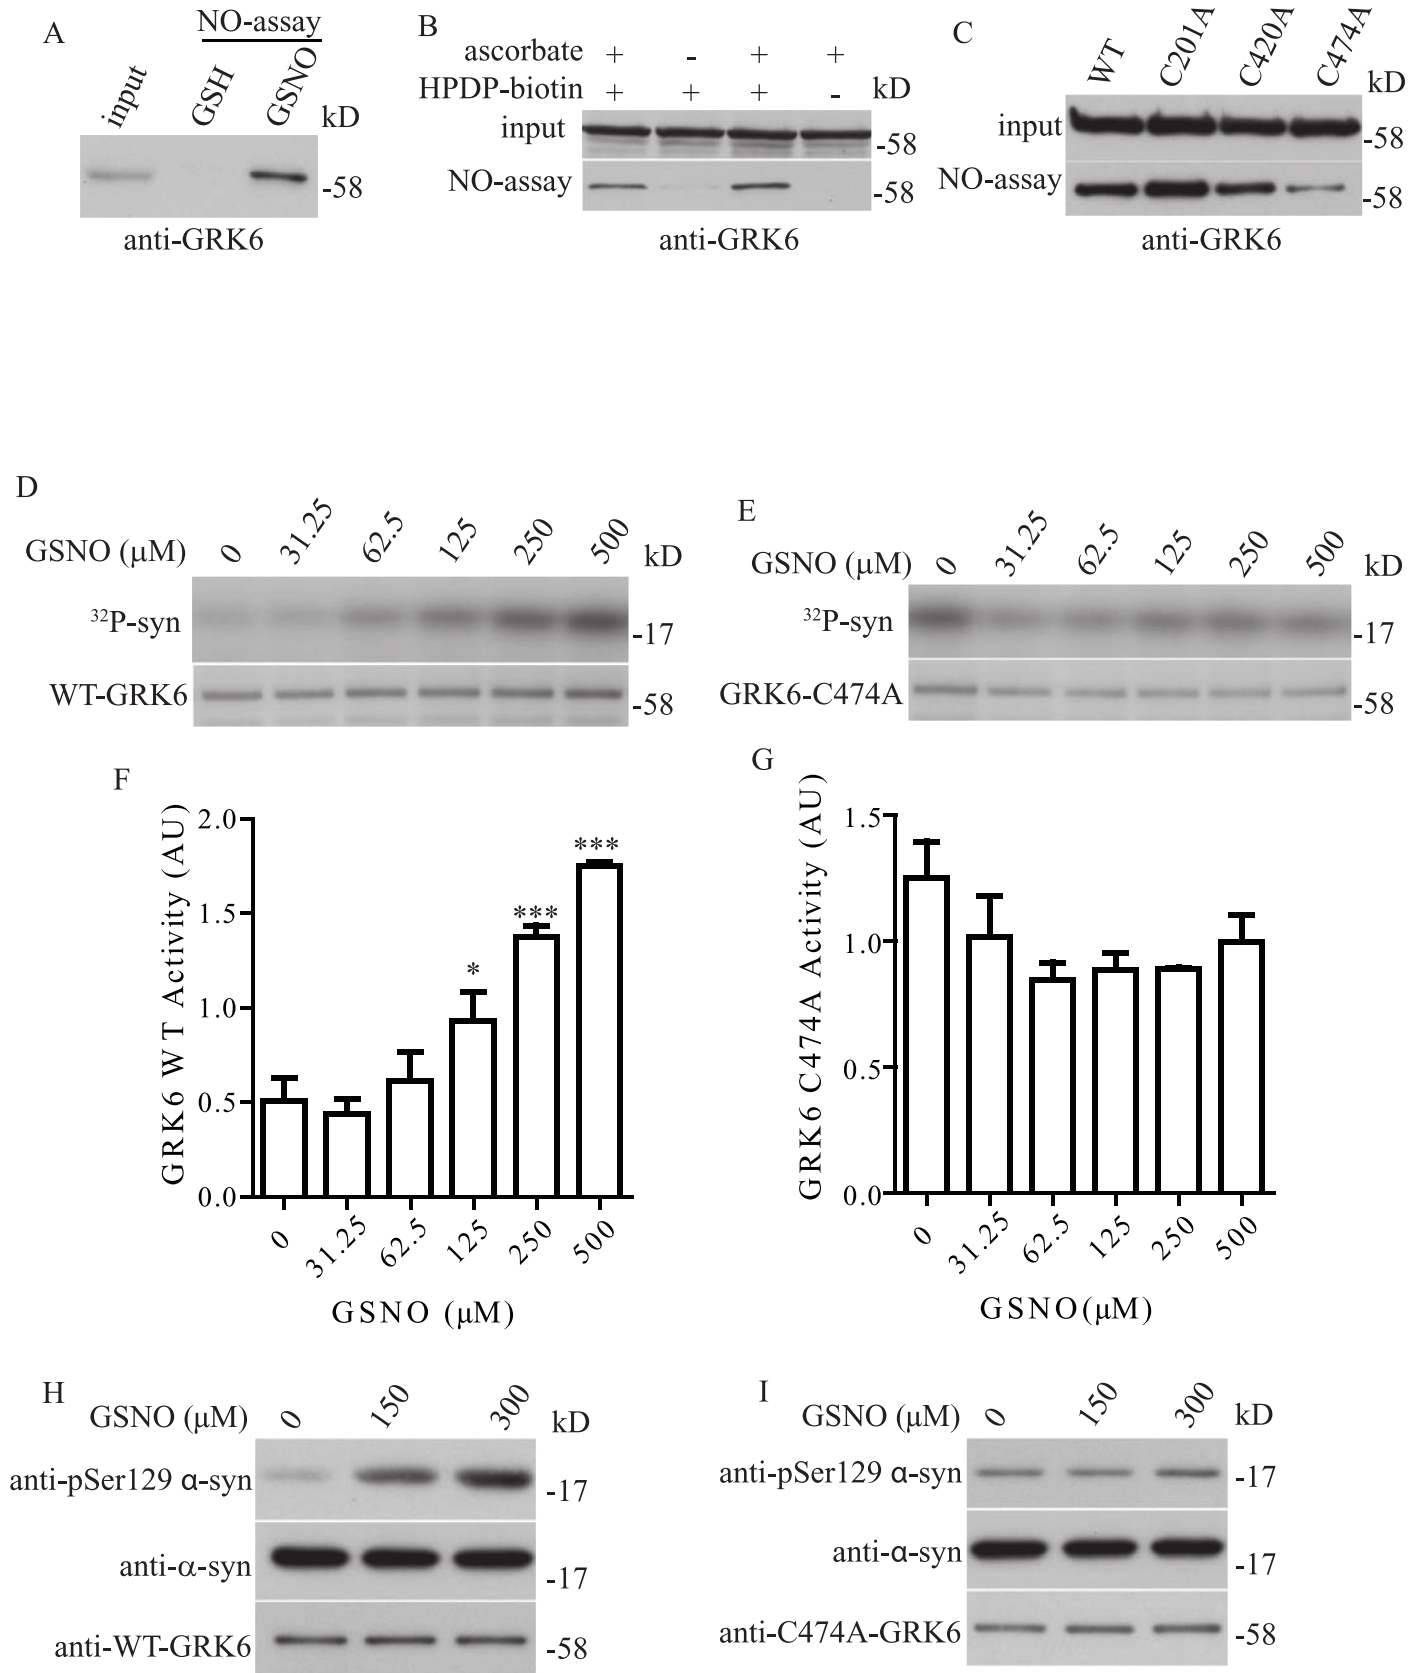 A
NO-assay
input GSH GSNO kD
-58
anti-GRK6
B
ascorbate + - + +
HPDP-biotin + + + - kD
input -58
NO-assay -58
anti-GRK6
C
WT C201A C420A C474A kD
input -58
NO-assay -58
anti-GRK6
D
GSNO (μM) 0 31.25 62.5 125 250 500 kD
32P-syn -17
WT-GRK6 -58
E
GSNO (μM) 0 31.25 62.5 125 250 500 kD
32P-syn -17
GRK6-C474A -58
F
GRK6 WT Activity (AU)
2.0
1.5
1.0
0.5
0.0
* *** ***
0 31.25 62.5 125 250 500
GSNO (μM)
G
GRK6 C474A Activity (AU)
1.5
1.0
0.5
0.0
0 31.25 62.5 125 250 500
GSNO(μM)
H
GSNO (μM) 0 150 300 kD
anti-pSer129 α-syn -17
anti-α-syn -17
anti-WT-GRK6 -58
I
GSNO (μM) 0 150 300 kD
anti-pSer129 α-syn -17
anti-α-syn -17
anti-C474A-GRK6 -58